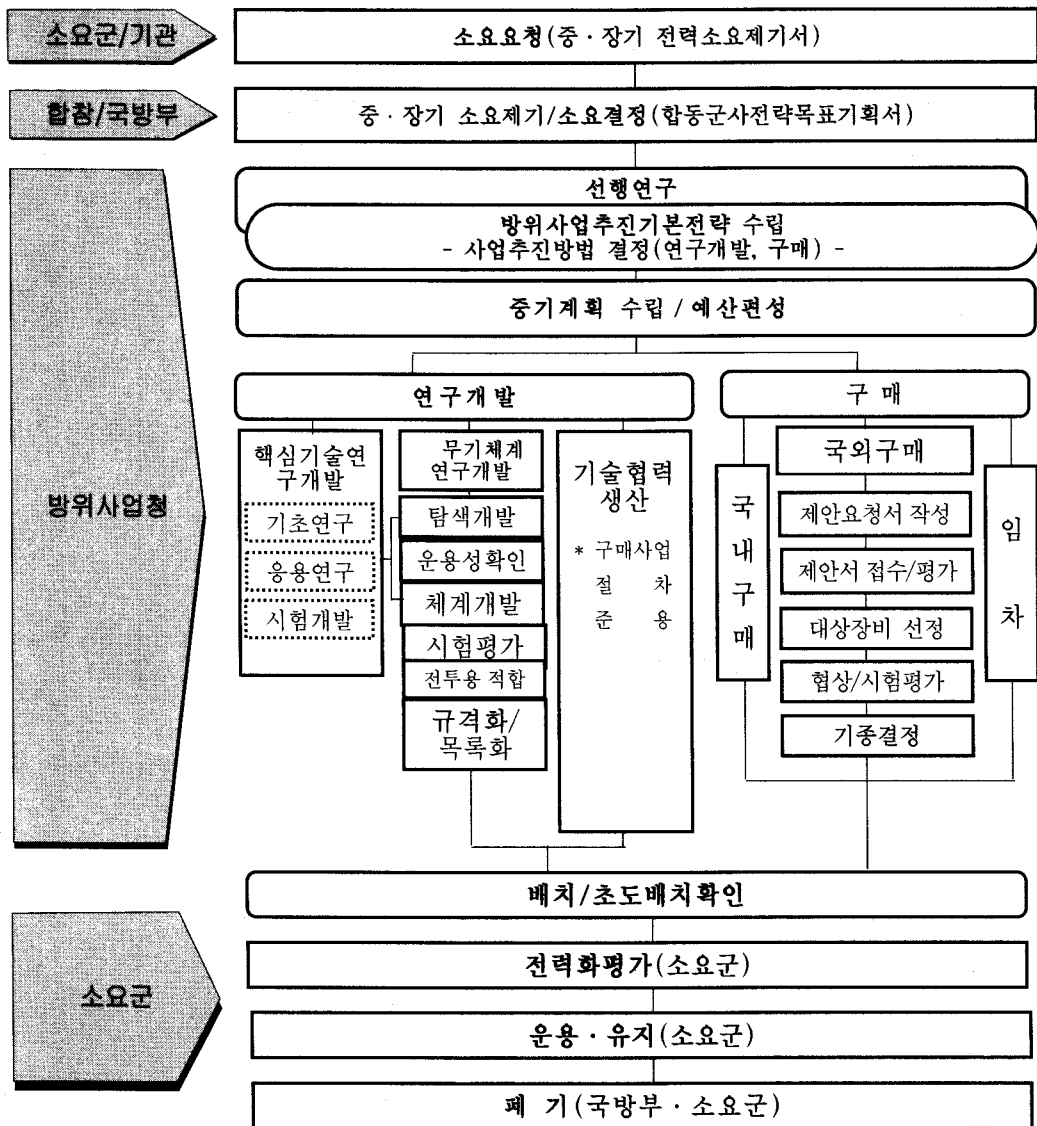 소요군/기관
소요요청(중·장기 전력소요제기서)
합참/국방부
중·장기 소요제기/소요결정(합동군사전략목표기획서)
방위사업청
선행연구
방위사업추진기본전략 수립
- 사업추진방법 결정(연구개발, 구매) -
중기계획 수립 / 예산편성
연구개발
핵심기술연
구개발
기초연구
응용연구
시험개발
무기체계
연구개발
탐색개발
운용성확인
체계개발
시험평가
전투용 적합
규격화/
목록화
기술협력
생산
* 구매사업
절 차
준 용
구 매
국내구매
국외구매
제안요청서 작성
제안서 접수/평가
대상장비 선정
협상/시험평가
기종결정
임차
소요군
배치/초도배치확인
전력화평가(소요군)
운용·유지(소요군)
폐 기(국방부·소요군)